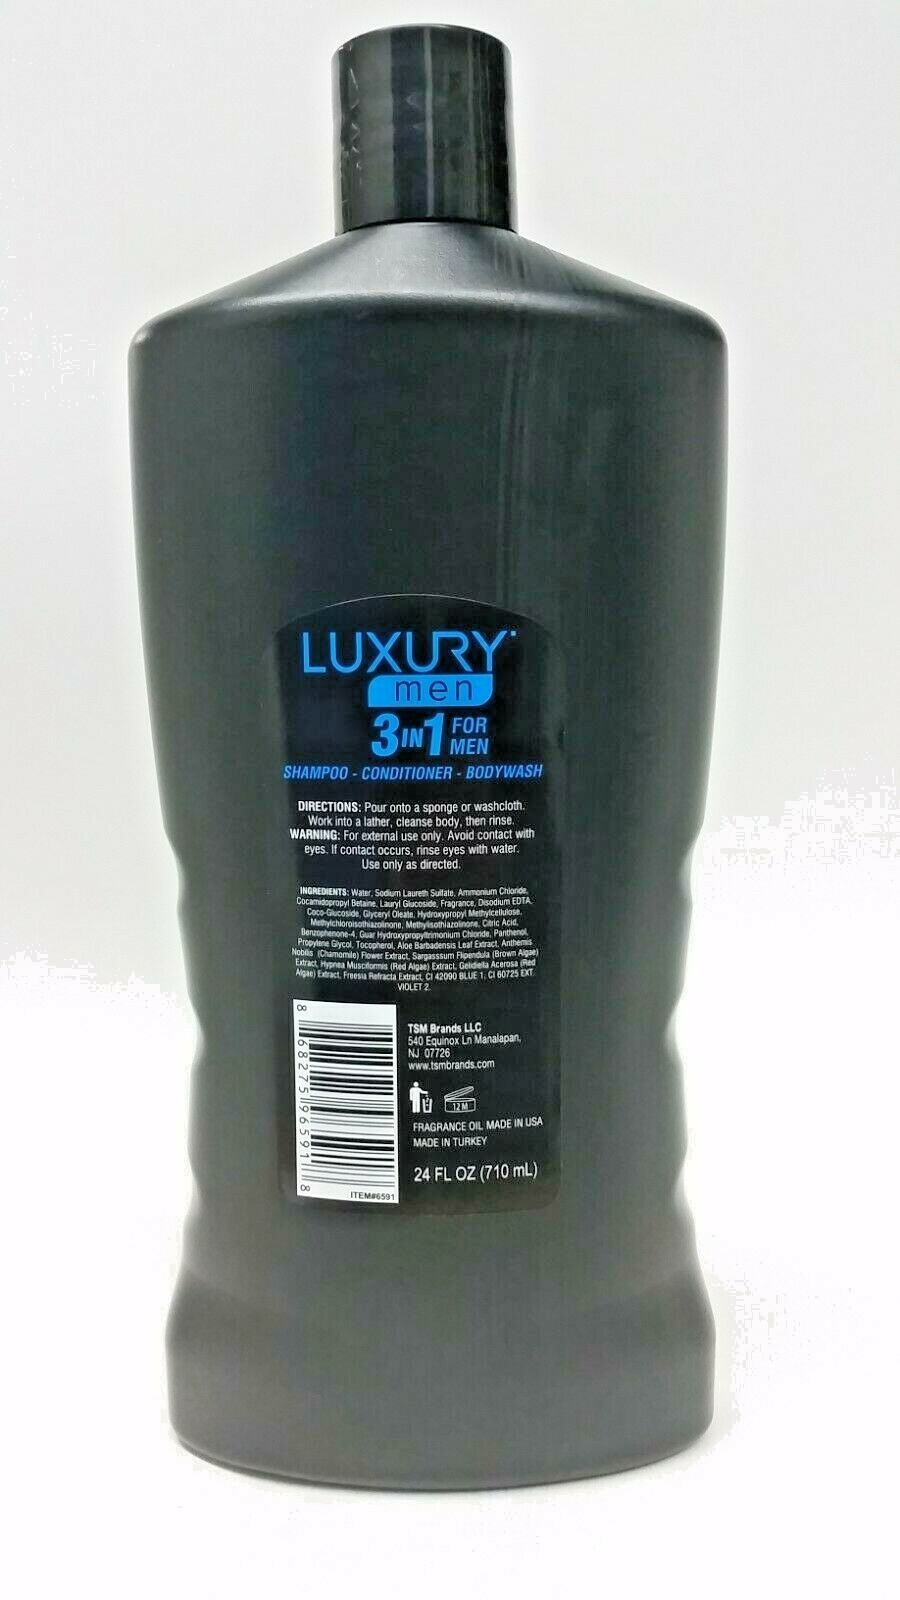 LUXURY
men
3 IN 1 FOR MEN
SHAMPOO - CONDITIONER - BODYWASH
DIRECTIONS: Pour onto a sponge or washcloth.
Work into a lather, cleanse body, then rinse.
WARNING: For external use only. Avoid contact with
eyes. If contact occurs, rinse eyes with water.
Use only as directed.
INGREDIENTS: Water, Sodium Laureth Sulfate, Ammonium Chloride,
Cocamidopropyl Betaine, Lauryl Glucoside, Fragrance, Disodium EDTA,
Coco-Glucoside, Glyceryl Oleate, Hydroxypropyl Methylcellulose,
Methylchloroisothiazolinone, Methylisothiazolinone, Citric Acid,
Benzophenone-4, Guar Hydroxypropyltrimonium Chloride, Panthenol,
Propylene Glycol, Tocopherol, Aloe Barbadensis Leaf Extract, Anthemis
Nobilis (Chamomile) Flower Extract, Sargasssum Flipendula (Brown Algae)
Extract, Hypnea Musciformis (Red Algae) Extract, Gelidiella Acerosa (Red
Algae) Extract, Freesia Refracta Extract, CI 42090 BLUE 1, CI 60725 EXT.
VIOLET 2.
8 68275 96591 8
ITEM#6591
TSM Brands LLC
540 Equinox Ln Manalapan,
NJ 07726
www.tsmbrands.com
12 M
FRAGRANCE OIL MADE IN USA
MADE IN TURKEY
24 FL OZ (710 mL)